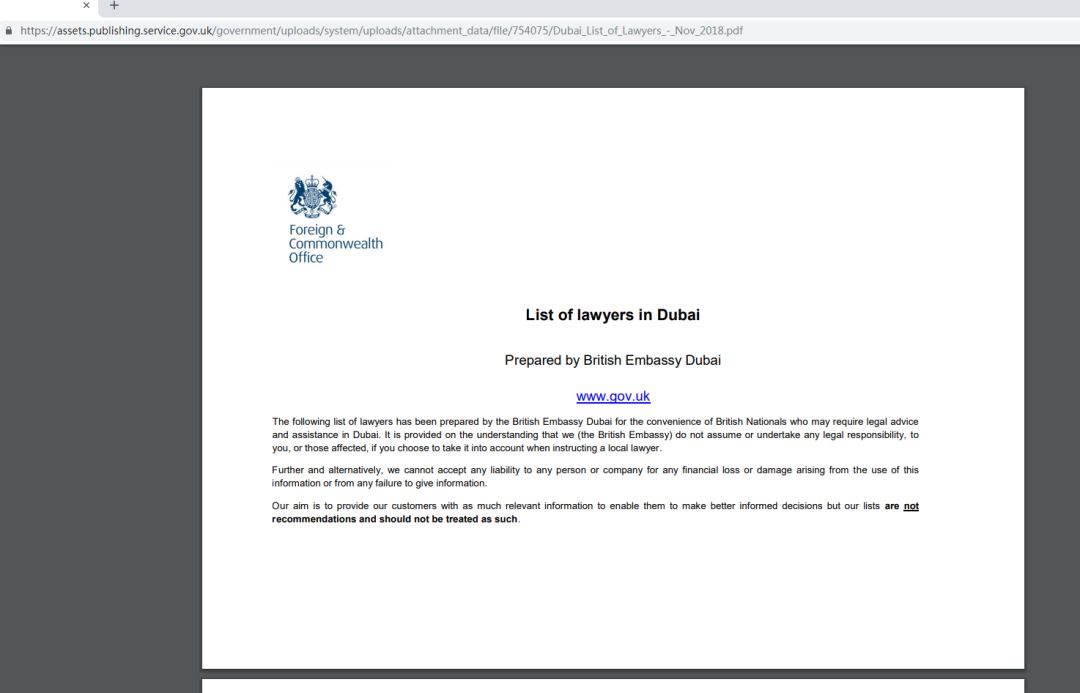 https://assets.publishing.service.gov.uk/government/uploads/system/uploads/attachment_data/file/754075/Dubai_List_of_Lawyers_-_Nov_2018.pdf
Foreign &
Commonwealth
Office
List of lawyers in Dubai
Prepared by British Embassy Dubai
www.gov.uk
The following list of lawyers has been prepared by the British Embassy Dubai for the convenience of British Nationals who may require legal advice
and assistance in Dubai. It is provided on the understanding that we (the British Embassy) do not assume or undertake any legal responsibility, to
you, or those affected, if you choose to take it into account when instructing a local lawyer.
Further and alternatively, we cannot accept any liability to any person or company for any financial loss or damage arising from the use of this
information or from any failure to give information.
Our aim is to provide our customers with as much relevant information to enable them to make better informed decisions but our lists are not
recommendations and should not be treated as such.